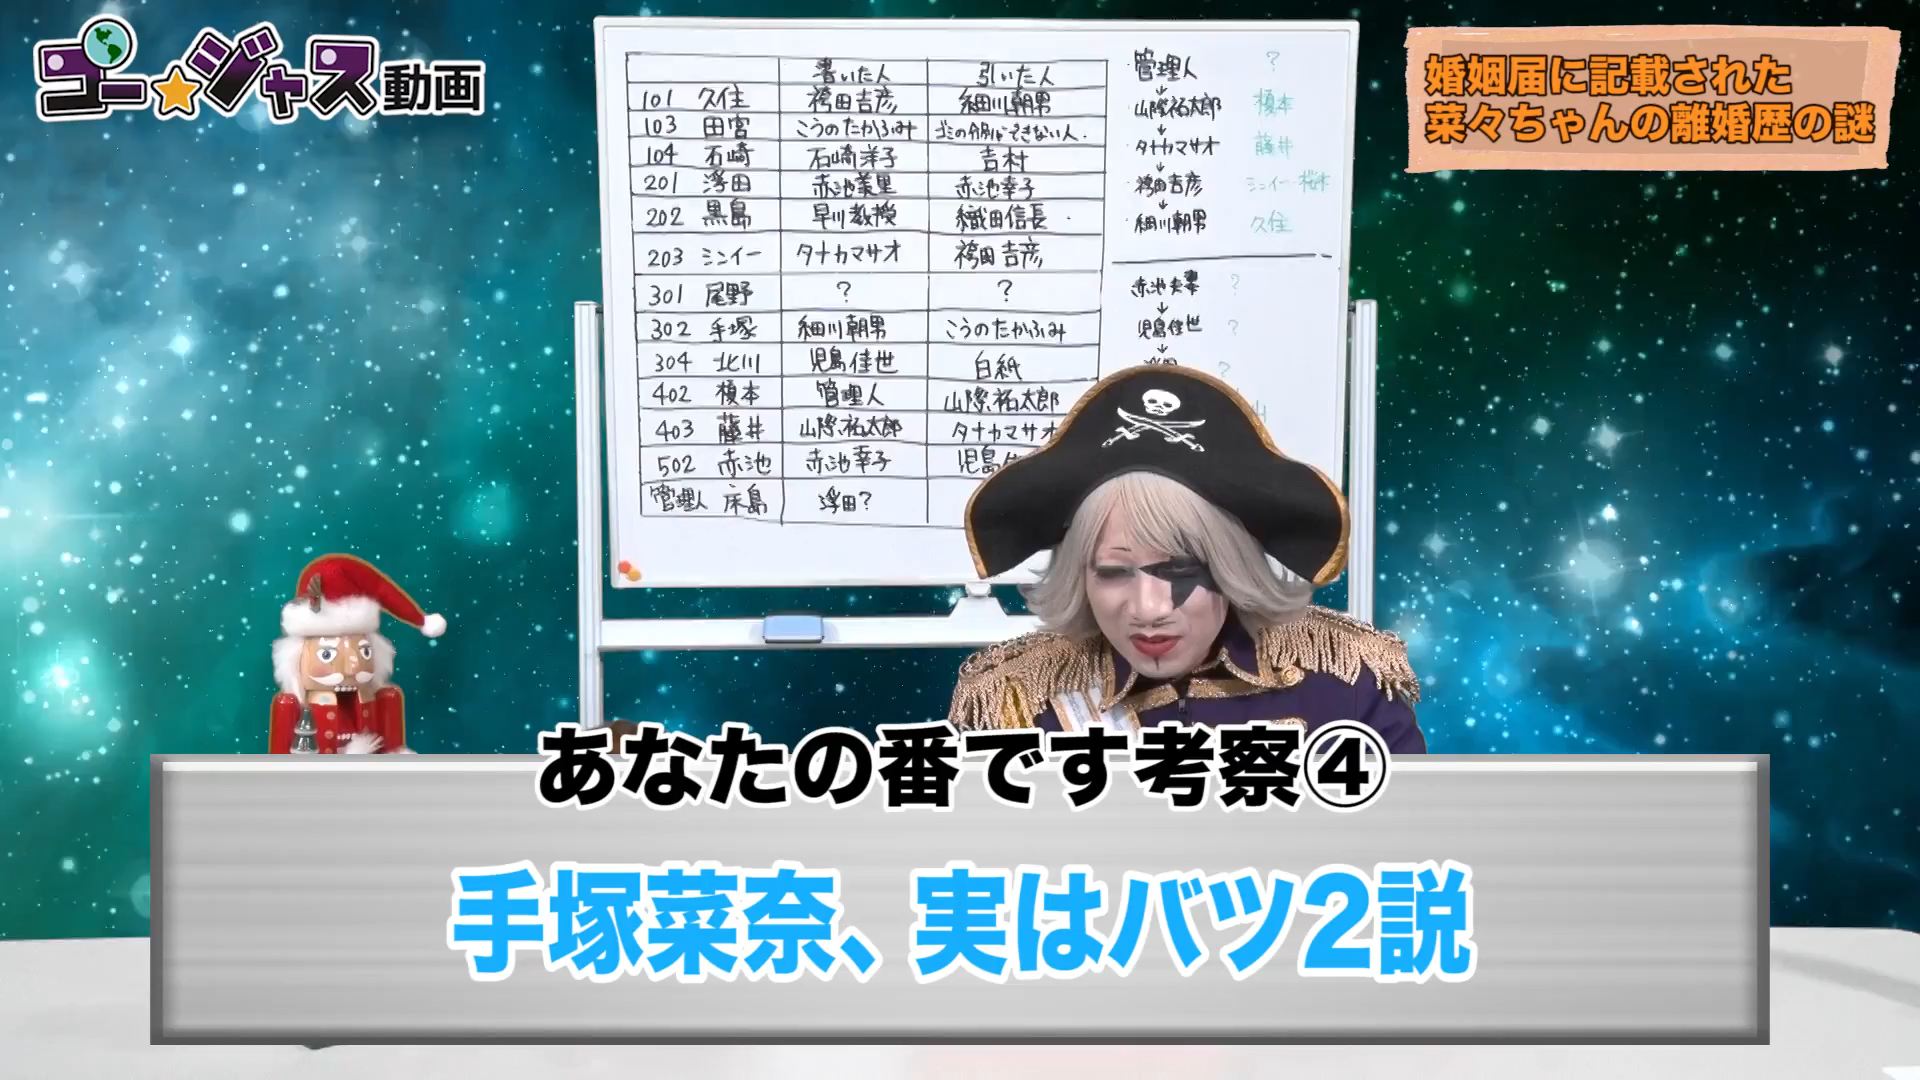 ゴー☆ジャス動画
婚姻届に記載された
菜々ちゃんの離婚歴の謎
書いた人 引いた人
101 久住 袴田吉彦 細川朝男
103 田宮 こうのたかふみ ゴミの分別ができない人
104 石崎 石崎洋子 吉村
201 浮田 赤池美里 赤池幸子
202 黒島 早川教授 織田信長
203 シンイー タナカマサオ 袴田吉彦
301 尾野 ? ?
302 手塚 細川朝男 こうのたかふみ
304 北川 児島佳世 白紙
402 榎本 管理人 山際祐太郎
403 藤井 山際祐太郎 タナカマサオ
502 赤池 赤池幸子 児島佳
管理人 床島 浮田?
管理人 ?
↓
山際祐太郎 榎本
↓
タナカマサオ 藤井
↓
袴田吉彦 シンイー 桜木
↓
細川朝男 久住
赤池夫妻 ?
↓
児島佳世 ?
↓
?
あなたの番です考察④
手塚菜奈、実はバツ2説